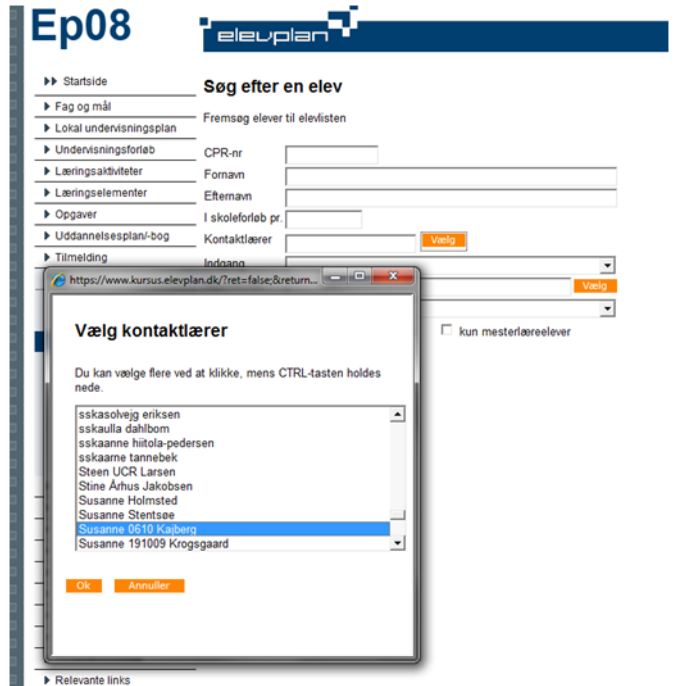 Ep08
elevplan
Startside
Fag og mål
Lokal undervisningsplan
Undervisningsforløb
Læringsaktiviteter
Læringselementer
Opgaver
Uddannelsesplan/-bog
Tilmelding
Søg efter en elev
Fremsøg elever til elevlisten
CPR-nr
Fornavn
Efternavn
I skoleforløb pr.
Kontaktlærer Vælg
Indgang
Vælg
kun mesterlæreelever
https://www.kursus.elevplan.dk/?ret=false;&return...
Vælg kontaktlærer
Du kan vælge flere ved at klikke, mens CTRL-tasten holdes
nede.
sskasolvejg eriksen
sskaulla dahlbom
sskaanne hiitola-pedersen
sskaarne tannebek
Steen UCR Larsen
Stine Århus Jakobsen
Susanne Holmsted
Susanne Stentsøe
Susanne 0610 Kajberg
Susanne 191009 Krogsgaard
Ok Annuller
Relevante links